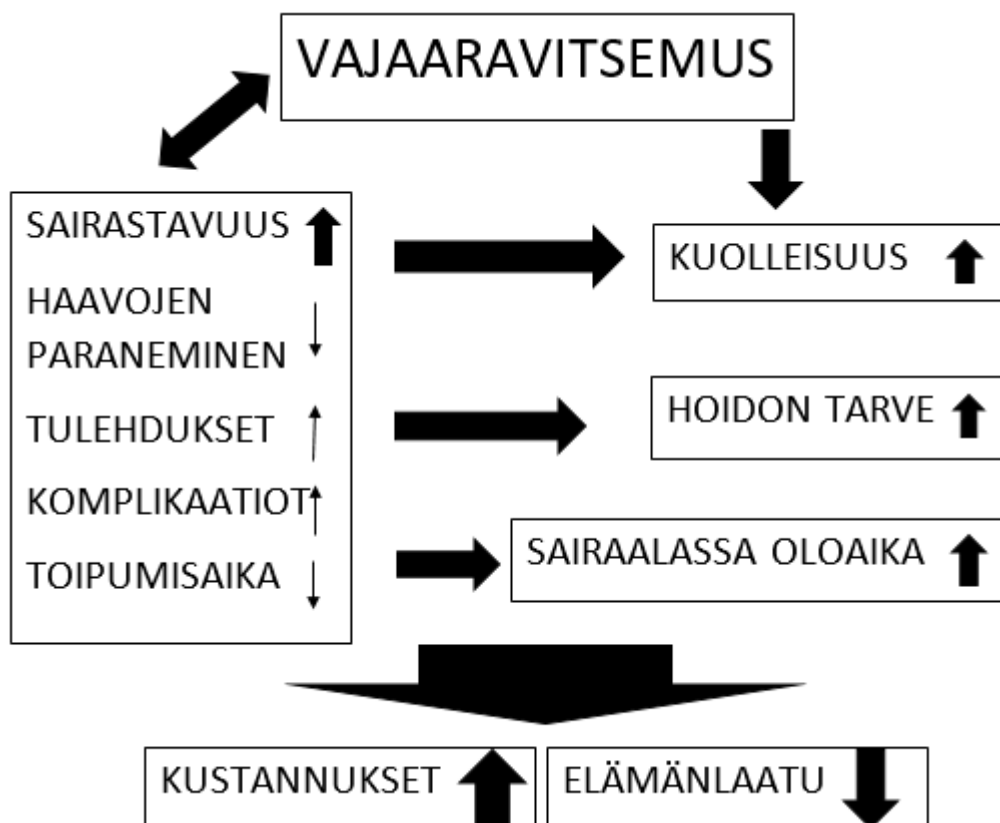 VAJAARAVITSEMUS
SAIRASTAVUUS
HAAVOJEN
PARANEMINEN
TULEHDUKSET
KOMPLIKAATIOT
TOIPUMISAIKA
KUOLLEISUUS
HOIDON TARVE
SAIRAALASSA OLOAIKA
KUSTANNUKSET
ELÄMÄNLAATU